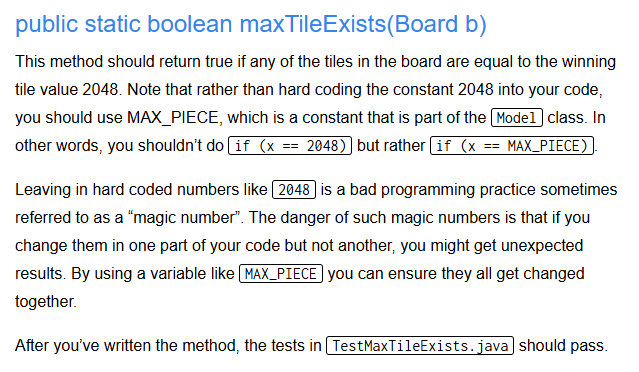 public static boolean maxTileExists(Board b)
This method should return true if any of the tiles in the board are equal to the winning
tile value 2048. Note that rather than hard coding the constant 2048 into your code,
you should use MAX_PIECE, which is a constant that is part of the Model class. In
other words, you shouldn’t do if (x == 2048) but rather if (x == MAX_PIECE).
Leaving in hard coded numbers like 2048 is a bad programming practice sometimes
referred to as a “magic number”. The danger of such magic numbers is that if you
change them in one part of your code but not another, you might get unexpected
results. By using a variable like MAX_PIECE you can ensure they all get changed
together.
After you’ve written the method, the tests in TestMaxTileExists.java should pass.